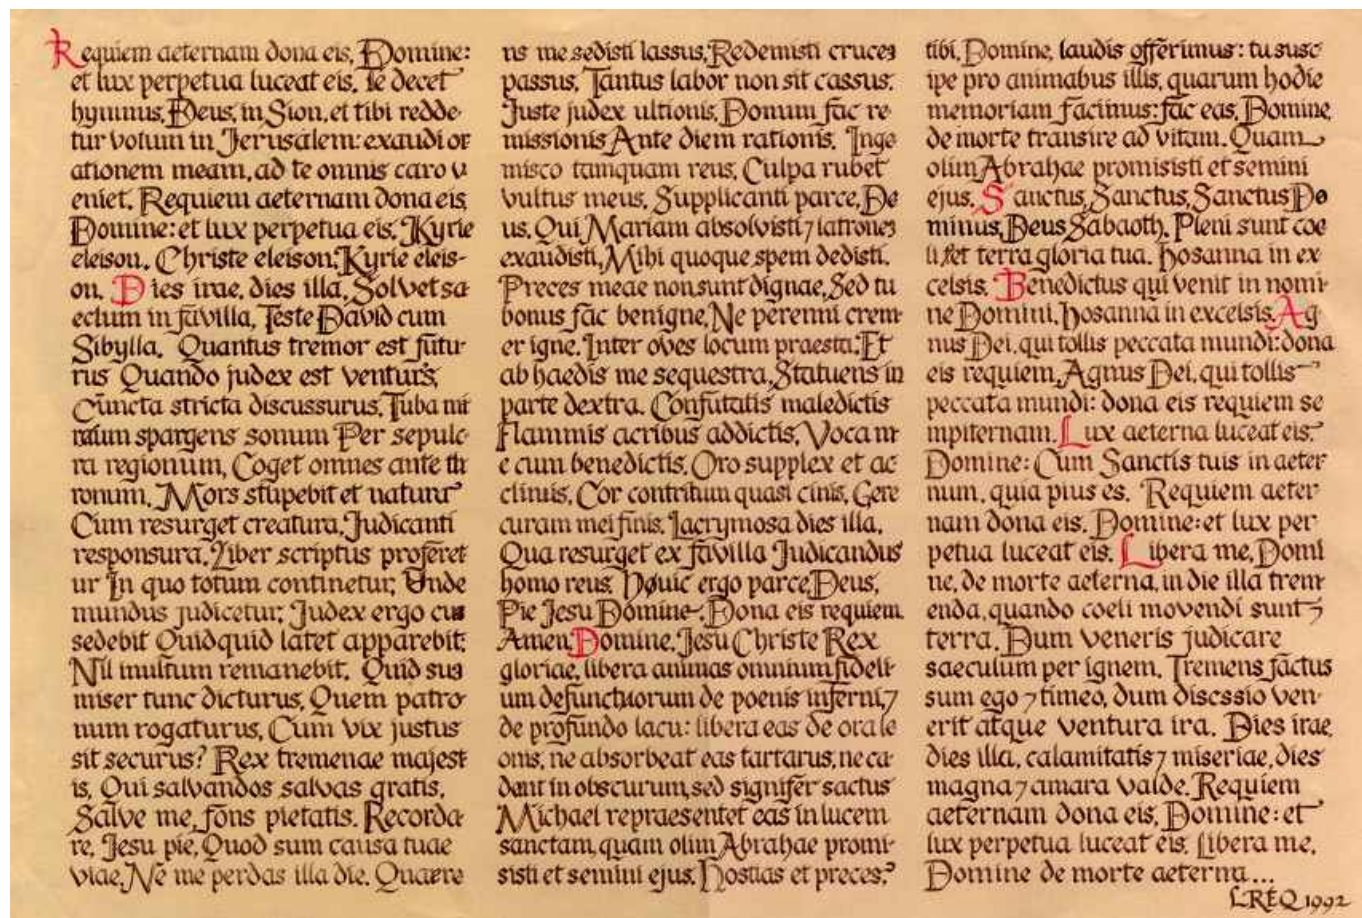 Requiem aeternam dona eis, Domine:
et lux perpetua luceat eis. Te decet
hymnus, Deus, in Sion, et tibi redde-
tur votum in Jerusalem: exaudi or
ationem meam, ad te omnis caro v
eniet. Requiem aeternam dona eis
Domine: et lux perpetua eis. Kyrie
eleison. Christe eleison. Kyrie eleis-
on. Dies irae, dies illa, Solvet sa
eclum in favilla, Teste David cum
Sibylla. Quantus tremor est futu-
rus Quando judex est venturs,
Cuncta stricta discussurus. Tuba mi
rum spargens sonum Per sepulc
ra regionum, Coget omnes ante th
ronum. Mors stupebit et natura
Cum resurget creatura, Judicanti
responsura. Liber scriptus proferet
ur In quo totum continetur, Unde
mundus judicetur. Judex ergo cum
sedebit Quidquid latet apparebit:
Nil inultum remanebit. Quid sum
miser tunc dicturus, Quem patro
num rogaturus, Cum vix justus
sit securus? Rex tremenae majest
is, Qui salvandos salvas gratis,
Salve me, fons pietatis. Recorda
re, Jesu pie, Quod sum causa tuae
viae, Ne me perdas illa die. Quaere
ns me sedisti lassus, Redemisti cruces
passus, Tantus labor non sit cassus.
Juste judex ultionis, Donum fac re
missionis Ante diem rationis. Inge
misco tamquam reus, Culpa rubet
vultus meus, Supplicanti parce, De
us. Qui Mariam absolvisti ⁊ latrones
exaudisti, Mihi quoque spem dedisti.
Preces meae non sunt dignae, Sed tu
bonus fac benigne, Ne perenni crem
er igne. Inter oves locum praesta: Et
ab haedis me sequestra, Statuens in
parte dextra. Confutatis maledictis
Flammis acribus addictis, Voca m
e cum benedictis. Oro supplex et ac
clinis, Cor contritum quasi cinis, Gere
curam mei finis. Lacrymosa dies illa,
Qua resurget ex favilla Judicandus
homo reus. ergo parce, Deus,
Pie Jesu Domine, Dona eis requiem.
Amen. Domine, Jesu Christe Rex
gloriae, libera animas omnium fideli-
um defunctuorum de poenis inferni, ⁊
de profundo lacu: libera eas de ora le
onis, ne absorbeat eas tartarus, ne ca-
dant in obscurum, sed signifer sactus
Michael repraesentet eas in lucem
sanctam, quam olim Abrahae promi-
sisti et semini ejus. Hostias et preces,
tibi, Domine, laudis offerimus: tu susc
ipe pro animabus illis, quarum hodie
memoriam facimus: fac eas, Domine,
de morte transire ad vitam. Quam
olim Abrahae promisisti et semini
ejus. Sanctus, Sanctus, Sanctus Do
minus, Deus Sabaoth. Pleni sunt coe
li et terra gloria tua. Hosanna in ex
celsis. Benedictus qui venit in nomi-
ne Domini, hosanna in excelsis. Ag
nus Dei, qui tollis peccata mundi: dona
eis requiem, Agnus Dei, qui tollis
peccata mundi: dona eis requiem se
mpiternam. Lux aeterna luceat eis.
Domine: Cum Sanctis tuis in aeter
num, quia pius es. Requiem aeter
nam dona eis, Domine: et lux per
petua luceat eis. Libera me, Domi
ne, de morte aeterna, in die illa trem
enda, quando coeli movendi sunt ⁊
terra. Dum veneris judicare
saeculum per ignem. Tremens factus
sum ego ⁊ timeo, dum discssio ven-
erit atque ventura ira. Dies irae,
dies illa, calamitatis ⁊ miseriae, dies
magna ⁊ amara valde. Requiem
aeternam dona eis, Domine: et
lux perpetua luceat eis. Libera me,
Domine de morte aeterna...
LREQ 1992